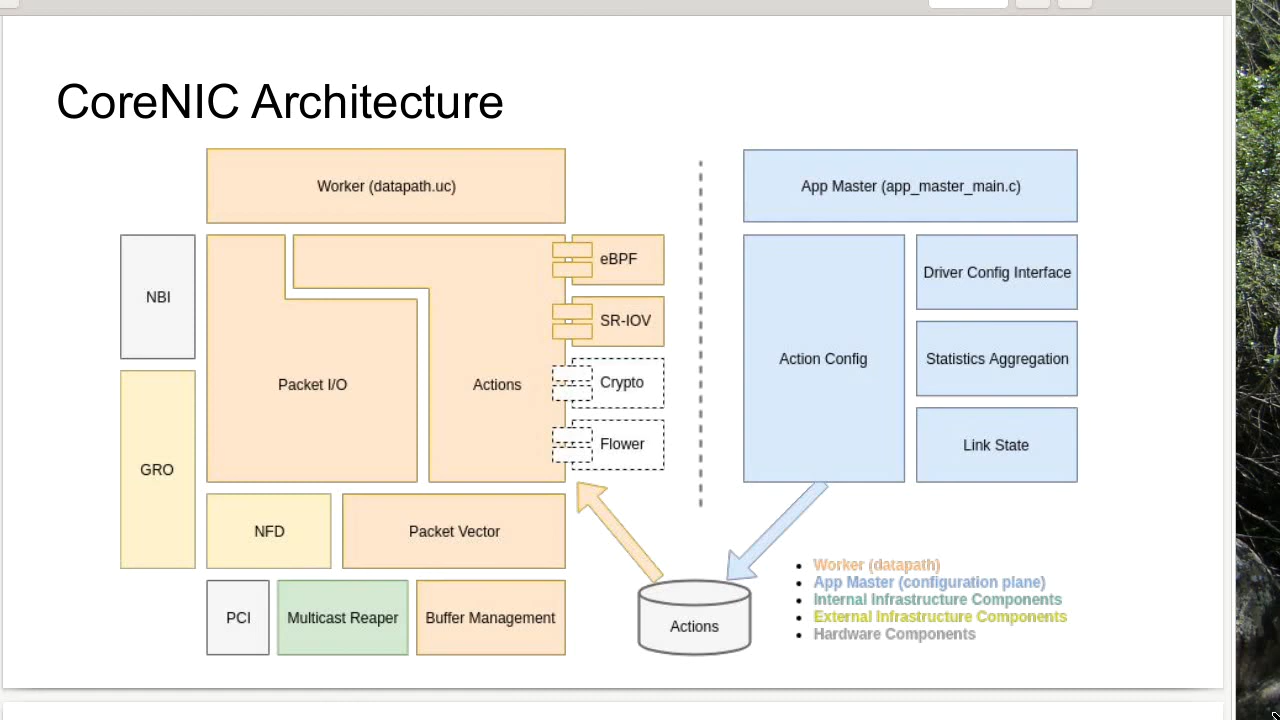 CoreNIC Architecture
Worker (datapath.uc)
App Master (app_master_main.c)
NBI
eBPF
Driver Config Interface
SR-IOV
Packet I/O
Actions
Crypto
Action Config
Statistics Aggregation
GRO
Flower
Link State
NFD
Packet Vector
PCI
Multicast Reaper
Buffer Management
Actions
Worker (datapath)
App Master (configuration plane)
Internal Infrastructure Components
External Infrastructure Components
Hardware Components